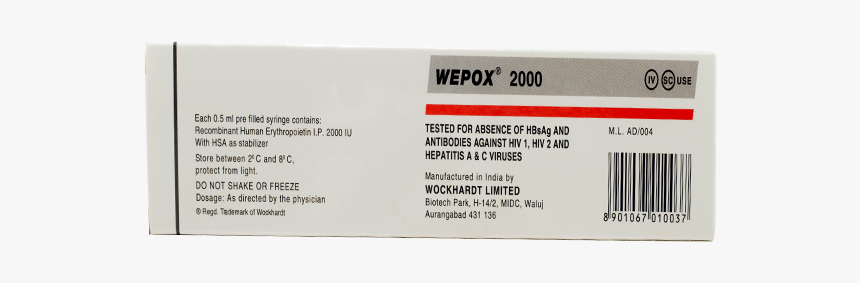 WEPOX® 2000
IV SC USE
Each 0.5 ml pre filled syringe contains:
Recombinant Human Erythropoietin I.P. 2000 IU
With HSA as stabilizer
Store between 2°C and 8°C,
protect from light.
DO NOT SHAKE OR FREEZE
Dosage: As directed by the physician
® Regd. Trademark of Wockhardt
TESTED FOR ABSENCE OF HBsAg AND
ANTIBODIES AGAINST HIV 1, HIV 2 AND
HEPATITIS A & C VIRUSES
Manufactured in India by
WOCKHARDT LIMITED
Biotech Park, H-14/2, MIDC, Waluj
Aurangabad 431 136
M.L. AD/004
8 901067 010037